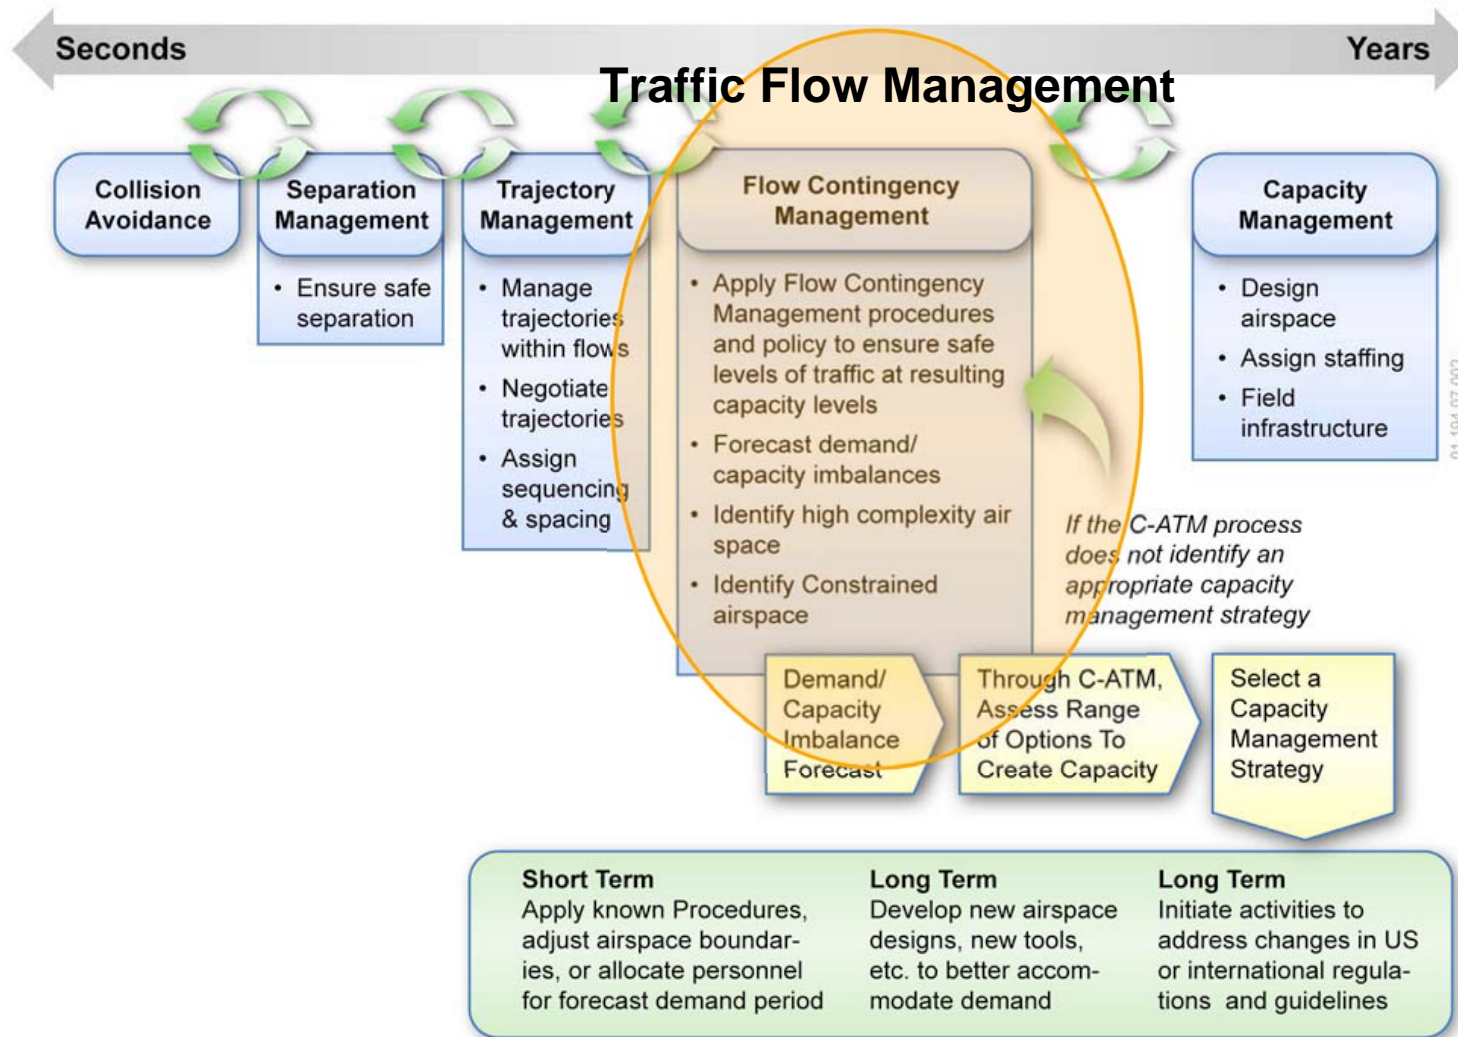 Seconds
Years
Traffic Flow Management
Collision
Avoidance
Separation
Management
• Ensure safe
separation
Trajectory
Management
• Manage
trajectories
within flows
• Negotiate
trajectories
• Assign
sequencing
& spacing
Flow Contingency
Management
• Apply Flow Contingency
Management procedures
and policy to ensure safe
levels of traffic at resulting
capacity levels
• Forecast demand/
capacity imbalances
• Identify high complexity air
space
• Identify Constrained
airspace
Capacity
Management
• Design
airspace
• Assign staffing
• Field
infrastructure
If the C-ATM process
does not identify an
appropriate capacity
management strategy
Demand/
Capacity
Imbalance
Forecast
Through C-ATM,
Assess Range
of Options To
Create Capacity
Select a
Capacity
Management
Strategy
Short Term
Apply known Procedures,
adjust airspace boundar-
ies, or allocate personnel
for forecast demand period
Long Term
Develop new airspace
designs, new tools,
etc. to better accom-
modate demand
Long Term
Initiate activities to
address changes in US
or international regula-
tions and guidelines